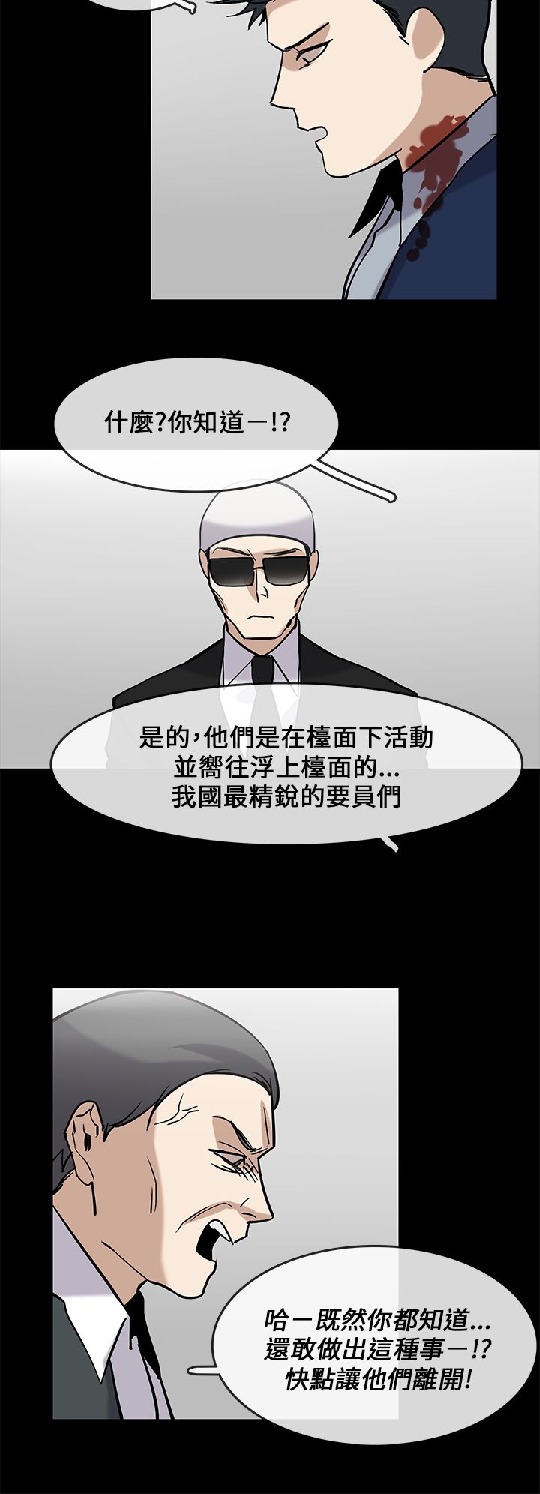 什麼?你知道—!?
是的,他們是在檯面下活動
並嚮往浮上檯面的...
我國最精銳的要員們
哈—既然你都知道...
還敢做出這種事—!?
快點讓他們離開!